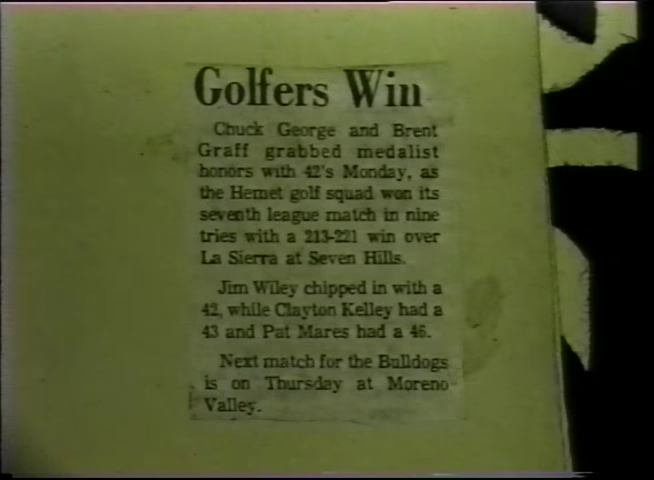 Golfers Win
Chuck George and Brent
Graff grabbed medalist
honors with 42's Monday, as
the Hemet golf squad won its
seventh league match in nine
tries with a 213-221 win over
La Sierra at Seven Hills.
Jim Wiley chipped in with a
42, while Clayton Kelley had a
43 and Pat Mares had a 46.
Next match for the Bulldogs
is on Thursday at Moreno
Valley.